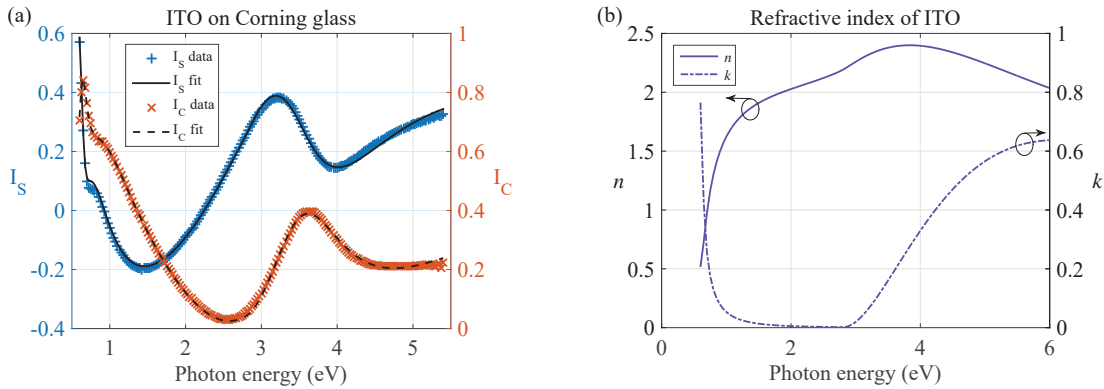 (a)
ITO on Corning glass
0.6
0.4
0.2
0
-0.2
-0.4
I_S
I_S data
I_S fit
I_C data
I_C fit
1
0.8
0.6
0.4
0.2
0
I_C
1
2
3
4
5
Photon energy (eV)
(b)
Refractive index of ITO
2.5
2
1.5
1
0.5
0
n
n
k
1
0.8
0.6
0.4
0.2
0
k
0
2
4
6
Photon energy (eV)